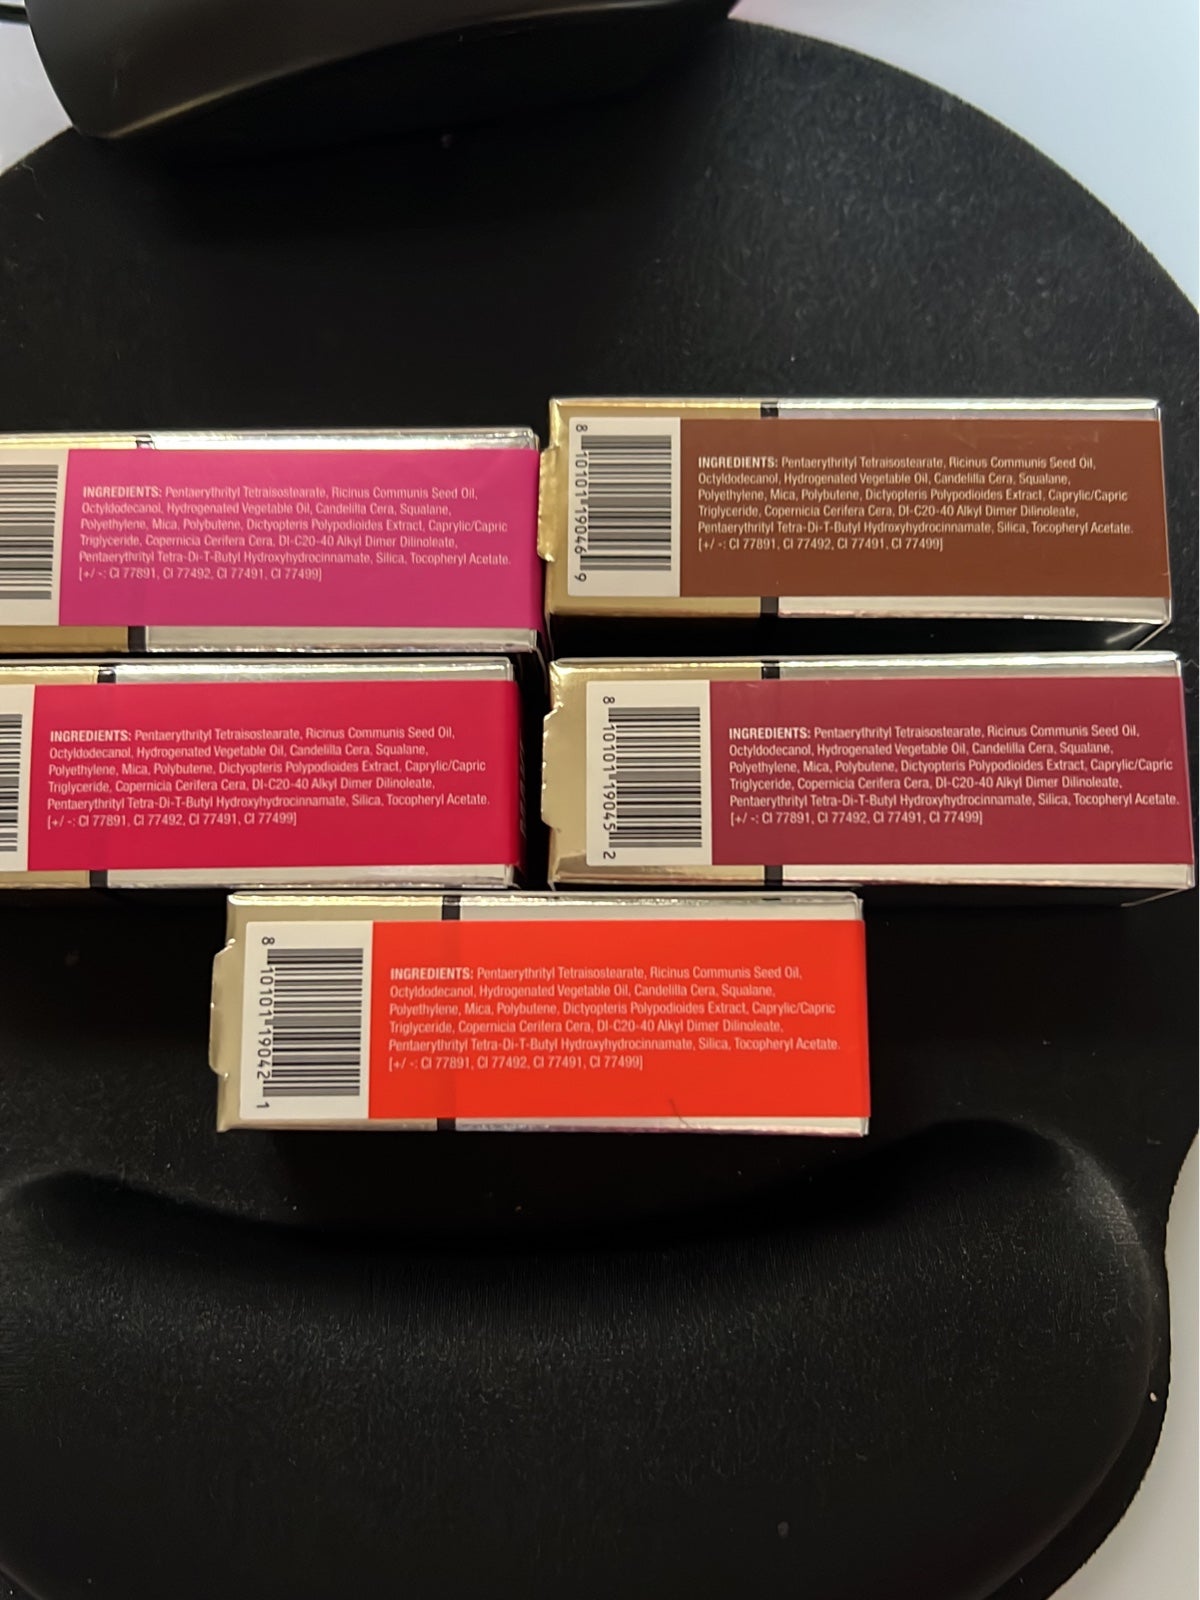 INGREDIENTS: Pentaerythrityl Tetraisostearate, Ricinus Communis Seed Oil,
Octyldodecanol, Hydrogenated Vegetable Oil, Candelilla Cera, Squalane,
Polyethylene, Mica, Polybutene, Dictyopteris Polypodioides Extract, Caprylic/Capric
Triglyceride, Copernicia Cerifera Cera, DI-C20-40 Alkyl Dimer Dilinoleate,
Pentaerythrityl Tetra-Di-T-Butyl Hydroxyhydrocinnamate, Silica, Tocopheryl Acetate.
[+/ -: CI 77891, CI 77492, CI 77491, CI 77499]
8 10101 19046 9
INGREDIENTS: Pentaerythrityl Tetraisostearate, Ricinus Communis Seed Oil,
Octyldodecanol, Hydrogenated Vegetable Oil, Candelilla Cera, Squalane,
Polyethylene, Mica, Polybutene, Dictyopteris Polypodioides Extract, Caprylic/Capric
Triglyceride, Copernicia Cerifera Cera, DI-C20-40 Alkyl Dimer Dilinoleate,
Pentaerythrityl Tetra-Di-T-Butyl Hydroxyhydrocinnamate, Silica, Tocopheryl Acetate.
[+/ -: CI 77891, CI 77492, CI 77491, CI 77499]
INGREDIENTS: Pentaerythrityl Tetraisostearate, Ricinus Communis Seed Oil,
Octyldodecanol, Hydrogenated Vegetable Oil, Candelilla Cera, Squalane,
Polyethylene, Mica, Polybutene, Dictyopteris Polypodioides Extract, Caprylic/Capric
Triglyceride, Copernicia Cerifera Cera, DI-C20-40 Alkyl Dimer Dilinoleate,
Pentaerythrityl Tetra-Di-T-Butyl Hydroxyhydrocinnamate, Silica, Tocopheryl Acetate.
[+/ -: CI 77891, CI 77492, CI 77491, CI 77499]
8 10101 19045 2
INGREDIENTS: Pentaerythrityl Tetraisostearate, Ricinus Communis Seed Oil,
Octyldodecanol, Hydrogenated Vegetable Oil, Candelilla Cera, Squalane,
Polyethylene, Mica, Polybutene, Dictyopteris Polypodioides Extract, Caprylic/Capric
Triglyceride, Copernicia Cerifera Cera, DI-C20-40 Alkyl Dimer Dilinoleate,
Pentaerythrityl Tetra-Di-T-Butyl Hydroxyhydrocinnamate, Silica, Tocopheryl Acetate.
[+/ -: CI 77891, CI 77492, CI 77491, CI 77499]
8 10101 19042 1
INGREDIENTS: Pentaerythrityl Tetraisostearate, Ricinus Communis Seed Oil,
Octyldodecanol, Hydrogenated Vegetable Oil, Candelilla Cera, Squalane,
Polyethylene, Mica, Polybutene, Dictyopteris Polypodioides Extract, Caprylic/Capric
Triglyceride, Copernicia Cerifera Cera, DI-C20-40 Alkyl Dimer Dilinoleate,
Pentaerythrityl Tetra-Di-T-Butyl Hydroxyhydrocinnamate, Silica, Tocopheryl Acetate.
[+/ -: CI 77891, CI 77492, CI 77491, CI 77499]